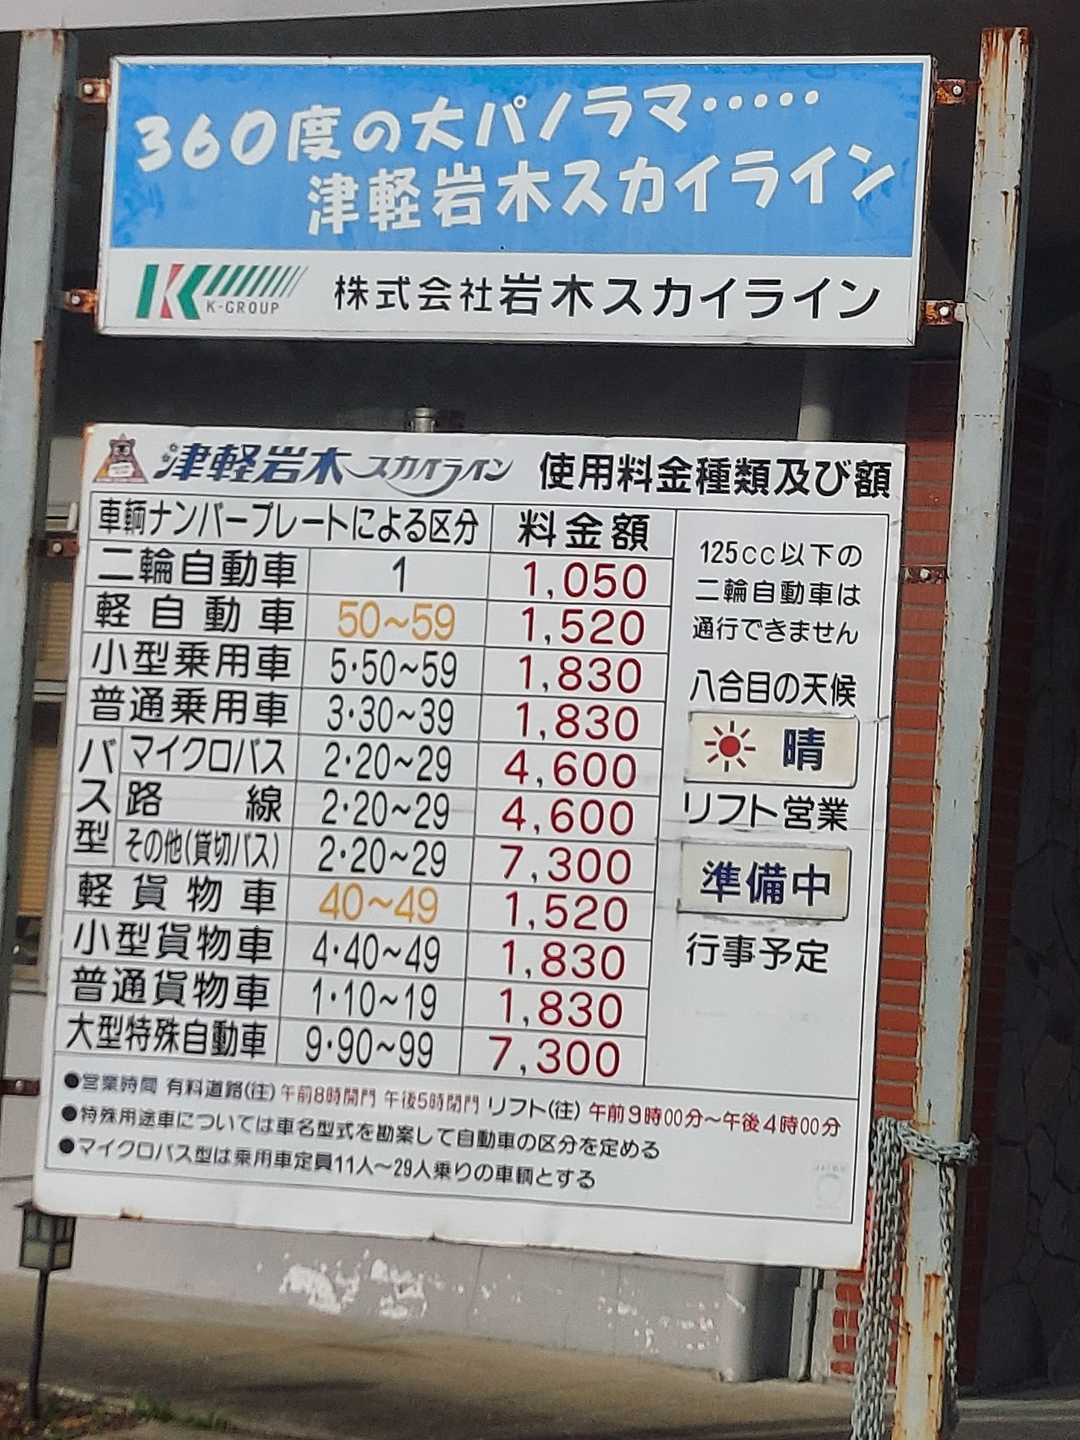 360度の大パノラマ・・・・・
津軽岩木スカイライン
K K-GROUP 株式会社岩木スカイライン
津軽岩木スカイライン 使用料金種類及び額
車輌ナンバープレートによる区分 料金額
二輪自動車 1 1,050
軽自動車 50~59 1,520
小型乗用車 5・50~59 1,830
普通乗用車 3・30~39 1,830
バス型 マイクロバス 2・20~29 4,600
路線 2・20~29 4,600
その他(貸切バス) 2・20~29 7,300
軽貨物車 40~49 1,520
小型貨物車 4・40~49 1,830
普通貨物車 1・10~19 1,830
大型特殊自動車 9・90~99 7,300
125cc以下の
二輪自動車は
通行できません
八合目の天候
晴
リフト営業
準備中
行事予定
●営業時間 有料道路(注) 午前8時開門 午後5時閉門 リフト(注) 午前9時00分~午後4時00分
●特殊用途車については車名型式を勘案して自動車の区分を定める
●マイクロバス型は乗用車定員11人~29人乗りの車輌とする